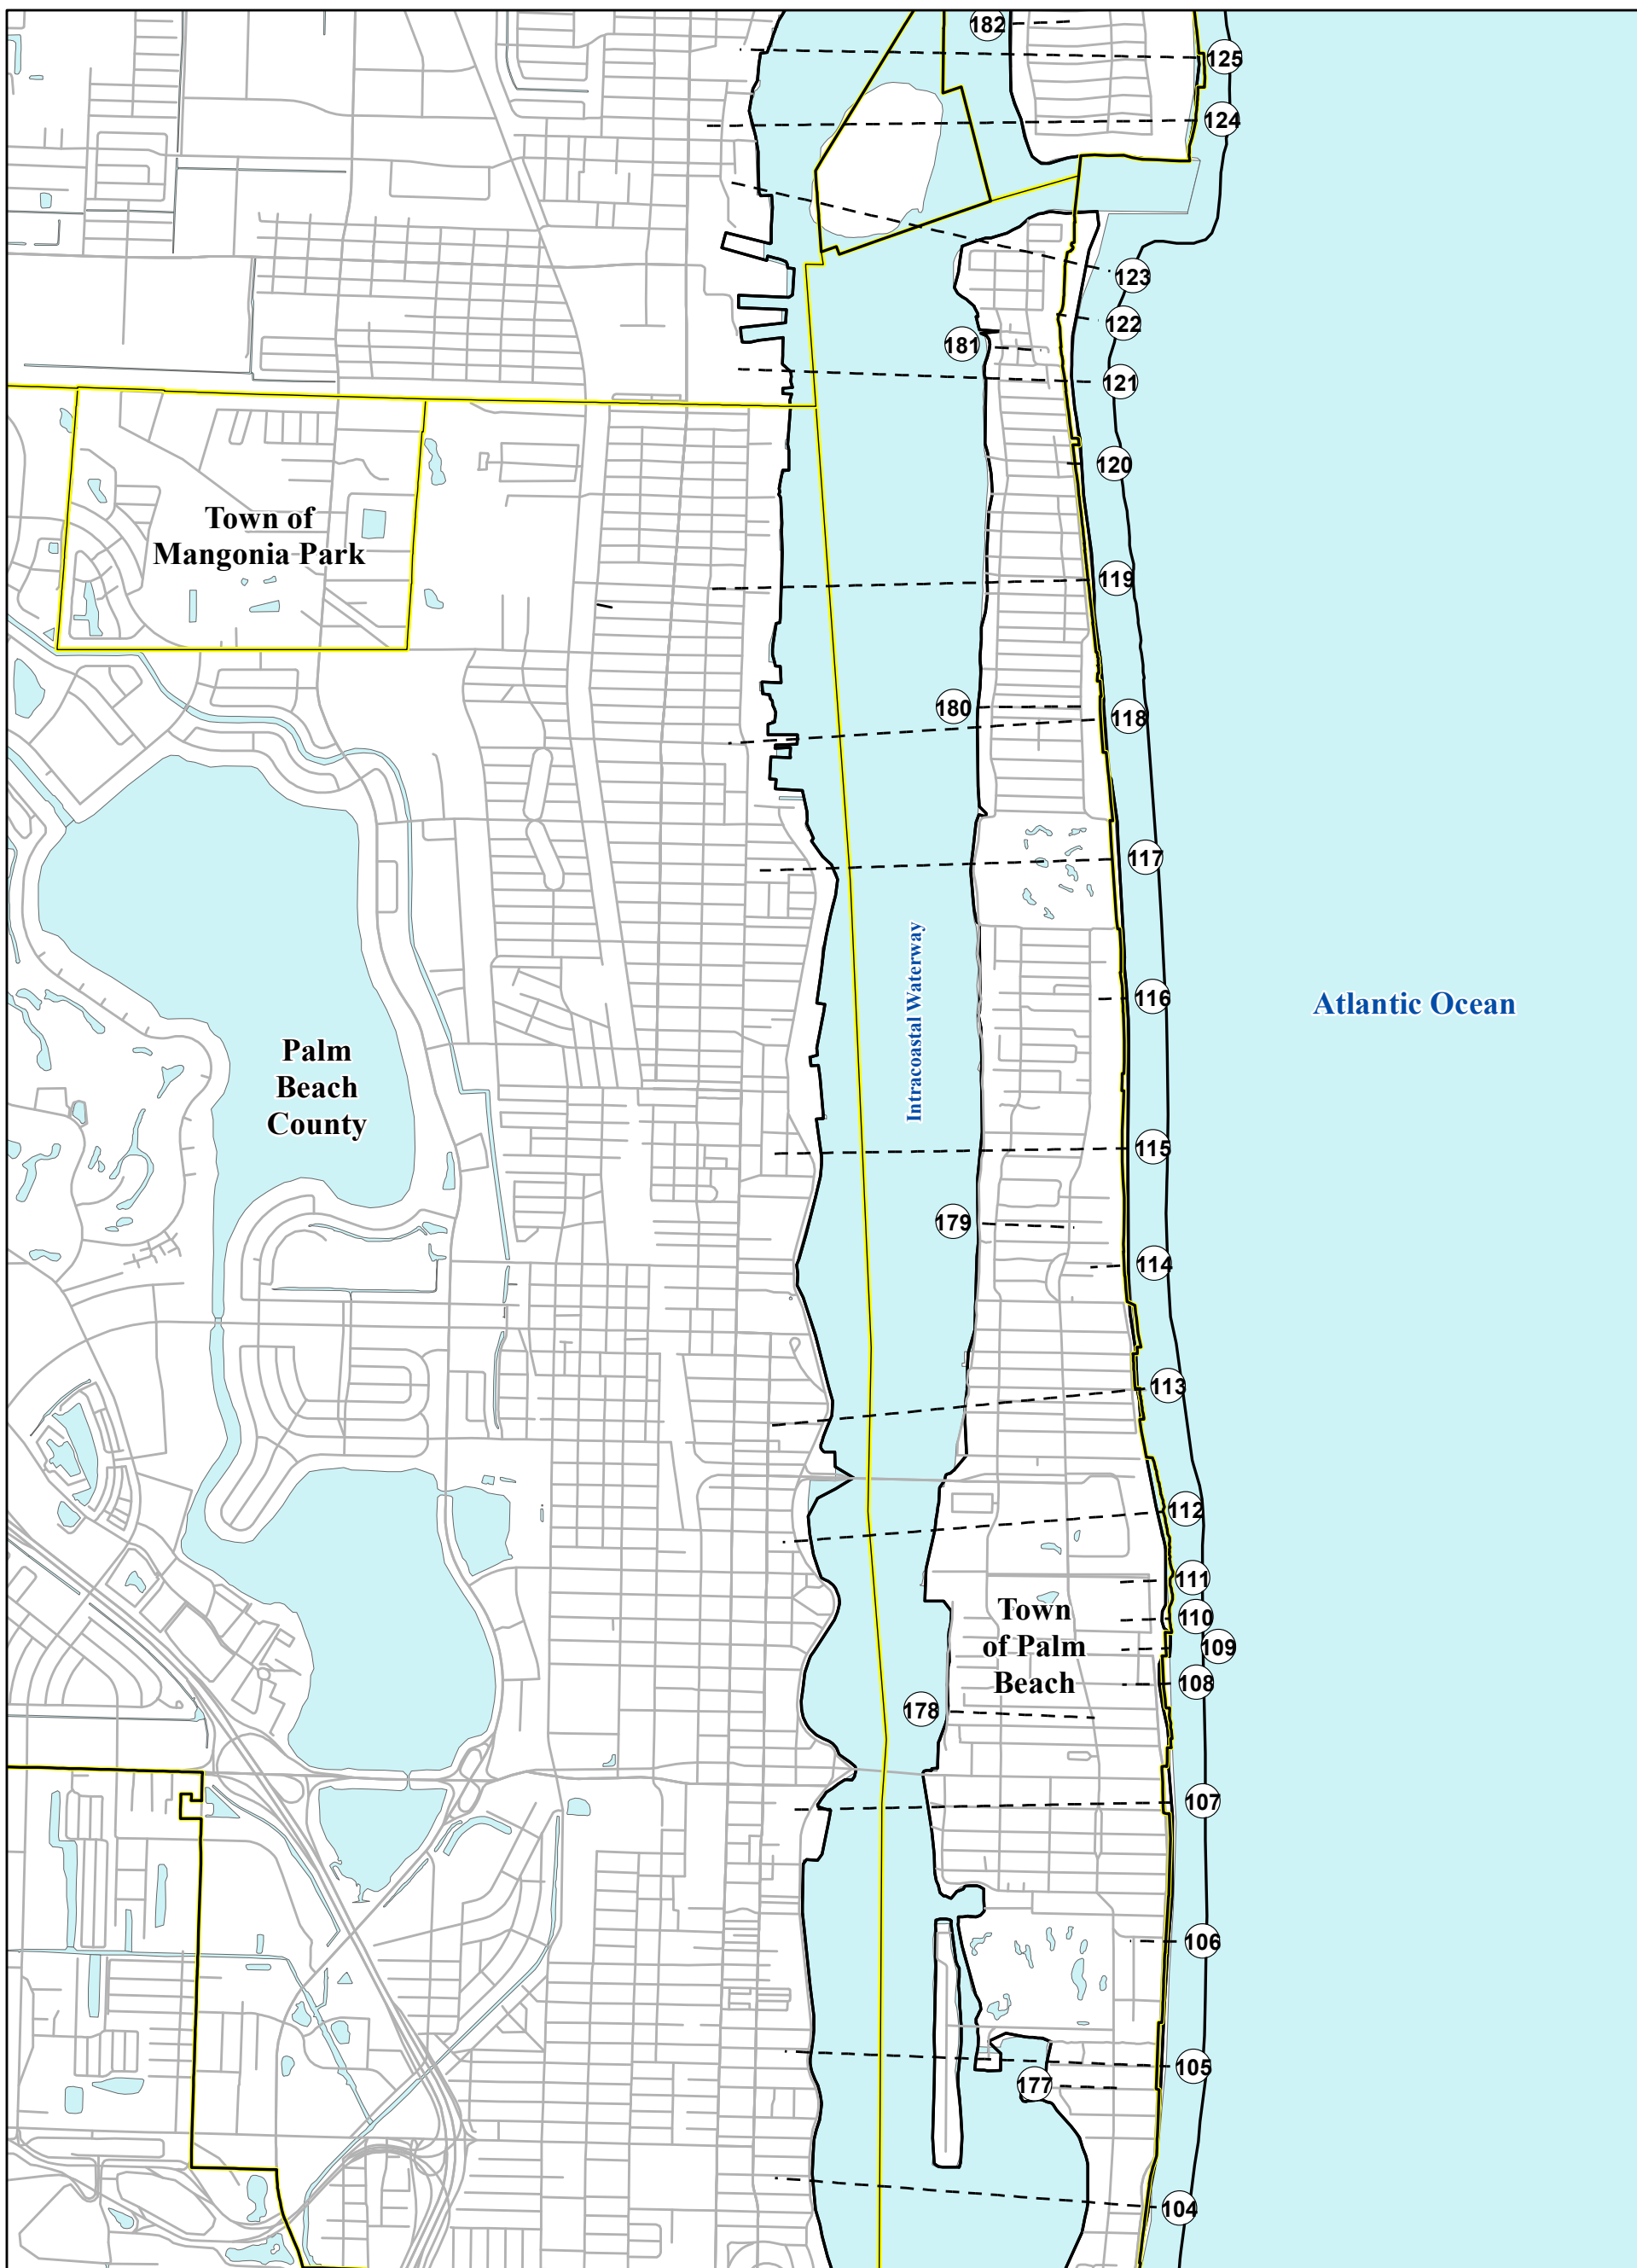 182
125
124
123
122
181
121
120
Town of
Mangonia Park
119
180
118
117
Intracoastal Waterway
116
Atlantic Ocean
Palm
Beach
County
115
179
114
113
112
111
Town
of Palm
Beach
110
109
108
178
107
106
105
177
104